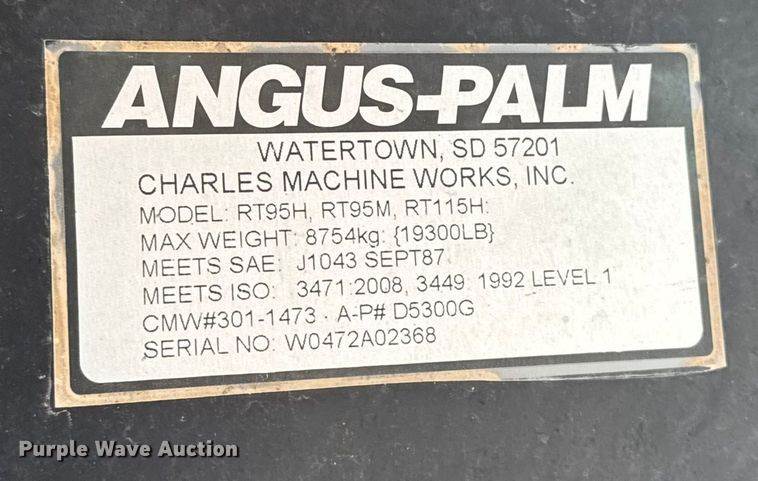 ANGUS-PALM
WATERTOWN, SD 57201
CHARLES MACHINE WORKS, INC.
MODEL: RT95H, RT95M, RT115H:
MAX WEIGHT: 8754kg: {19300LB}
MEETS SAE: J1043 SEPT87
MEETS ISO: 3471:2008, 3449: 1992 LEVEL 1
CMW#301-1473 · A-P# D5300G
SERIAL NO: W0472A02368
Purple Wave Auction